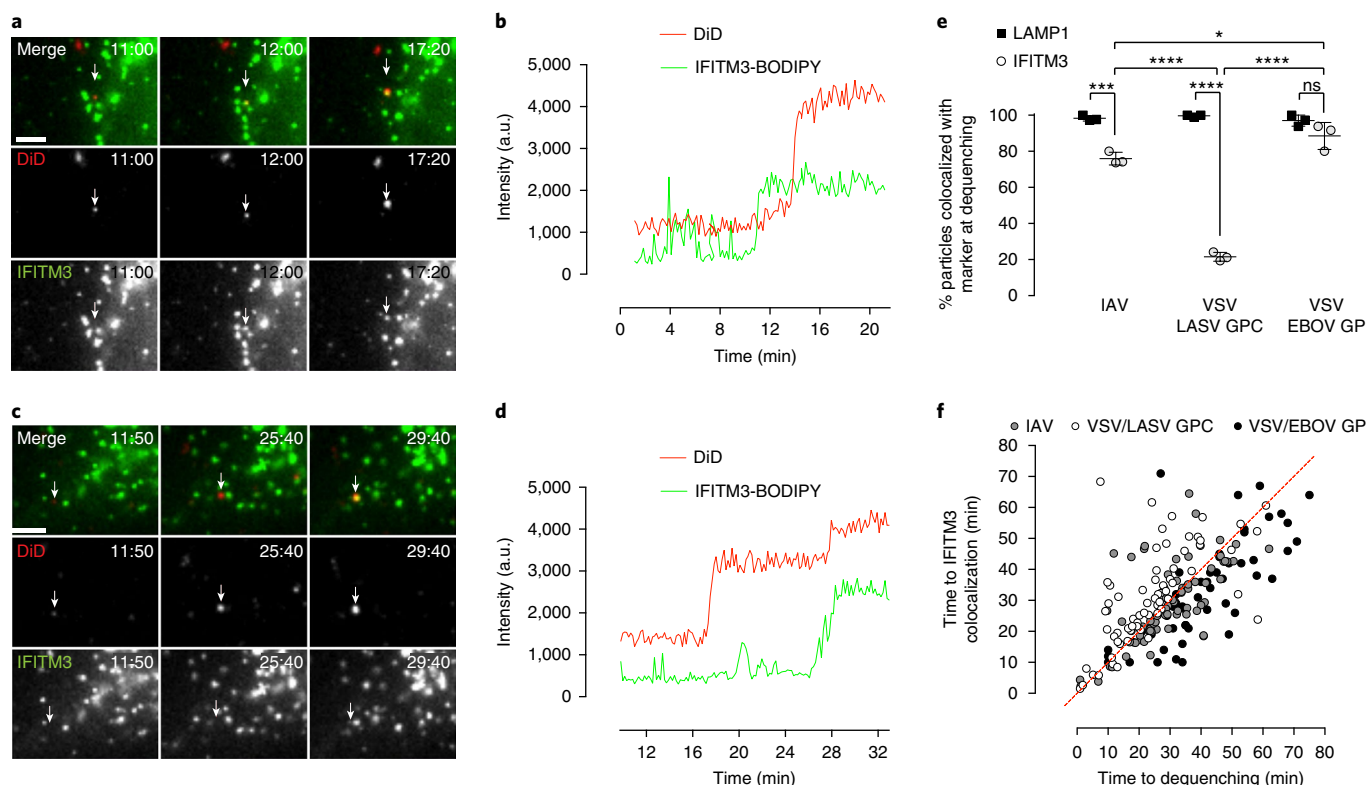 a
Merge 11:00 12:00 17:20
DiD 11:00 12:00 17:20
IFITM3 11:00 12:00 17:20
b
DiD
IFITM3-BODIPY
5,000
4,000
3,000
2,000
1,000
0
Intensity (a.u.)
0 4 8 12 16 20
Time (min)
c
Merge 11:50 25:40 29:40
DiD 11:50 25:40 29:40
IFITM3 11:50 25:40 29:40
d
DiD
IFITM3-BODIPY
5,000
4,000
3,000
2,000
1,000
0
Intensity (a.u.)
12 16 20 24 28 32
Time (min)
e
LAMP1
IFITM3
*
**** ****
*** **** ns
100
80
60
40
20
0
% particles colocalized with
marker at dequenching
IAV VSV VSV
LASV GPC EBOV GP
f
IAV VSV/LASV GPC VSV/EBOV GP
80
70
60
50
40
30
20
10
0
Time to IFITM3
colocalization (min)
0 10 20 30 40 50 60 70 80
Time to dequenching (min)